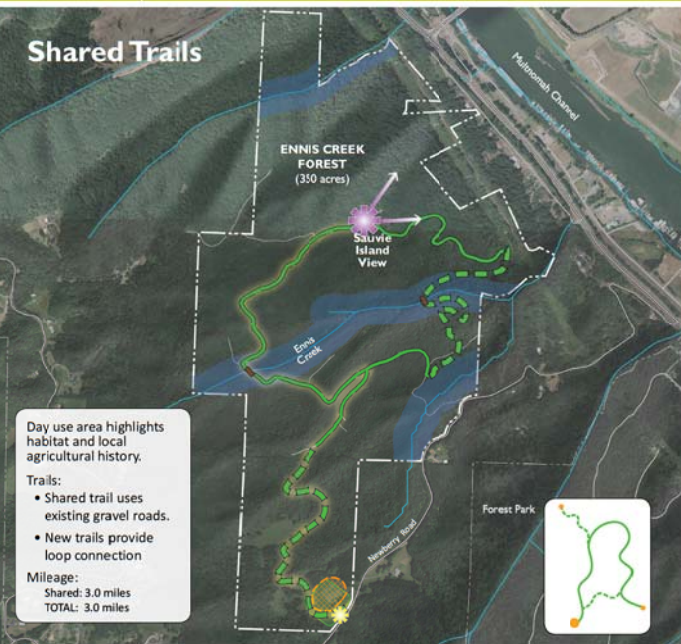 Shared Trails
Multnomah Channel
ENNIS CREEK
FOREST
(350 acres)
Sauvie
Island
View
Ennis
Creek
Day use area highlights
habitat and local
agricultural history.
Trails:
• Shared trail uses
existing gravel roads.
• New trails provide
loop connection
Mileage:
Shared: 3.0 miles
TOTAL: 3.0 miles
Forest Park
Newberry Road